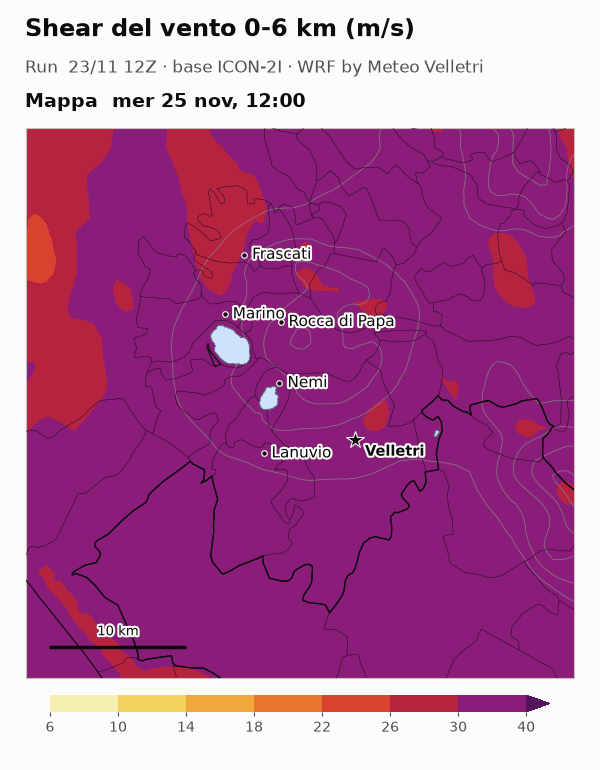 Shear del vento 0-6 km (m/s)
Run  23/11 12Z · base ICON-2I · WRF by Meteo Velletri
Mappa  mer 25 nov, 12:00
Frascati
Marino
Rocca di Papa
Nemi
Velletri
Lanuvio
10 km
6 10 14 18 22 26 30 40